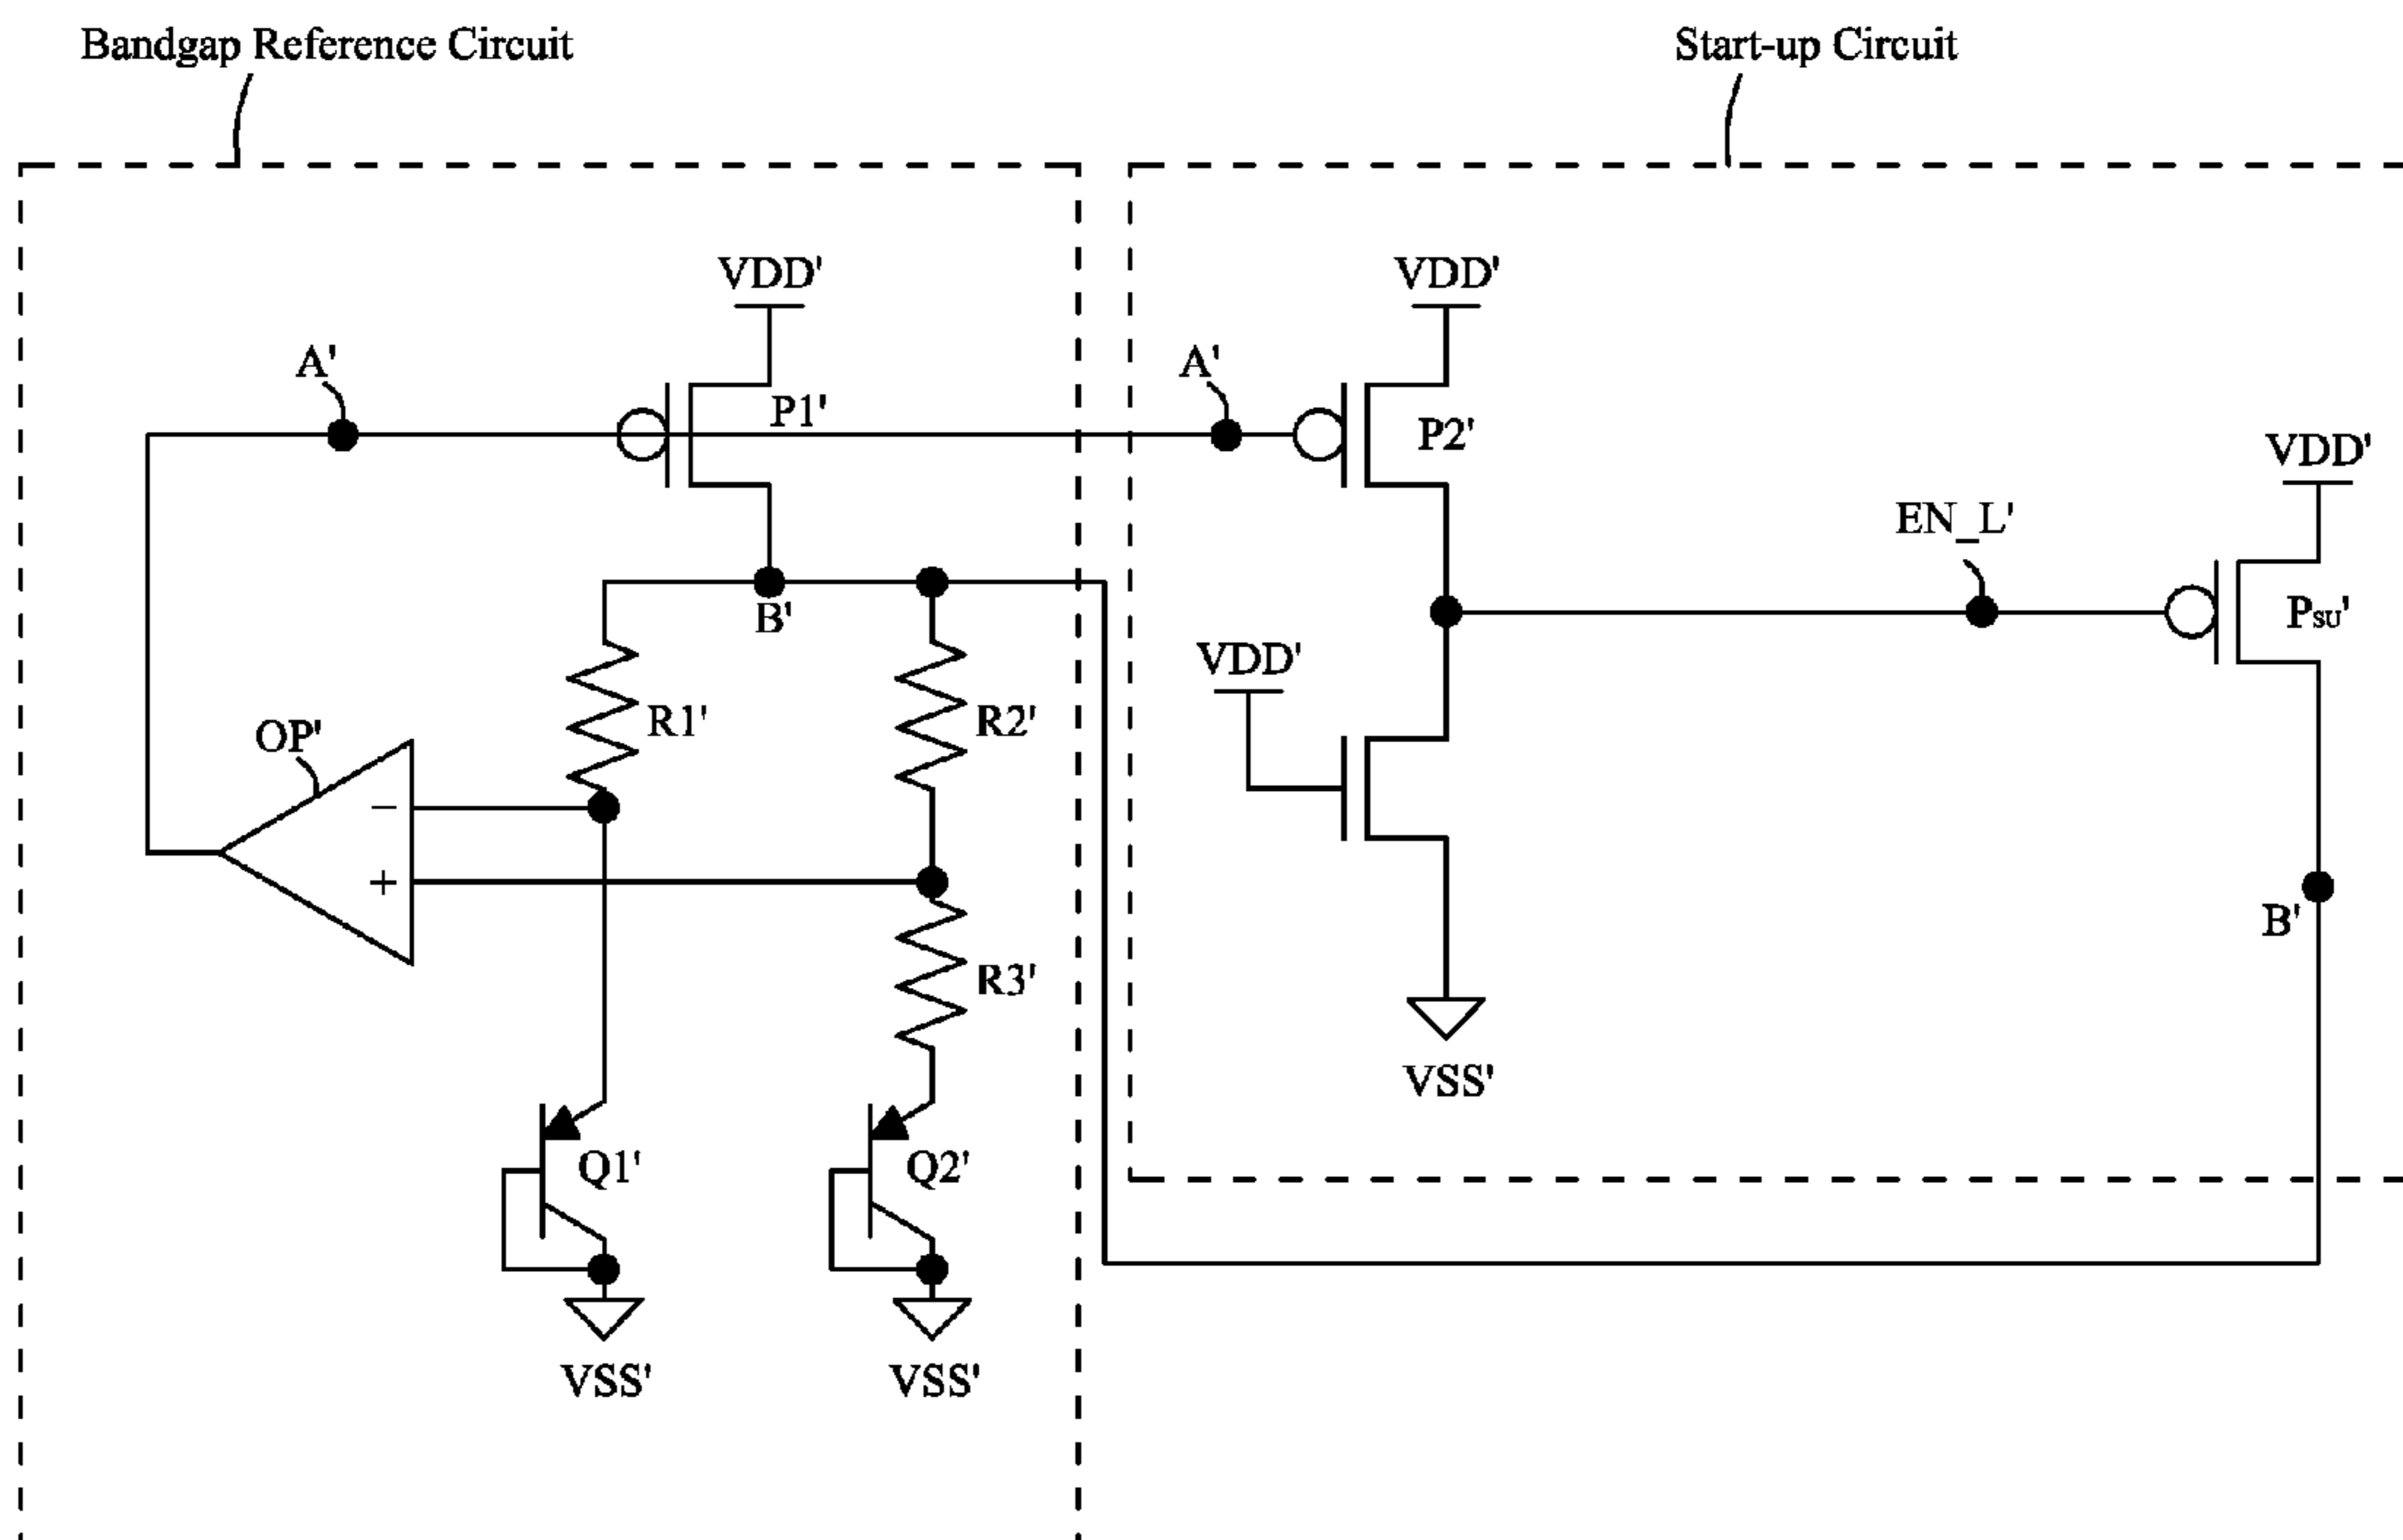 Bandgap Reference Circuit
Start-up Circuit
VDD'
VDD'
A'
P1'
A'
P2'
VDD'
EN_L'
PSU'
B'
VDD'
R1'
R2'
OP'
−
+
B'
R3'
VSS'
Q1'
Q2'
VSS'
VSS'